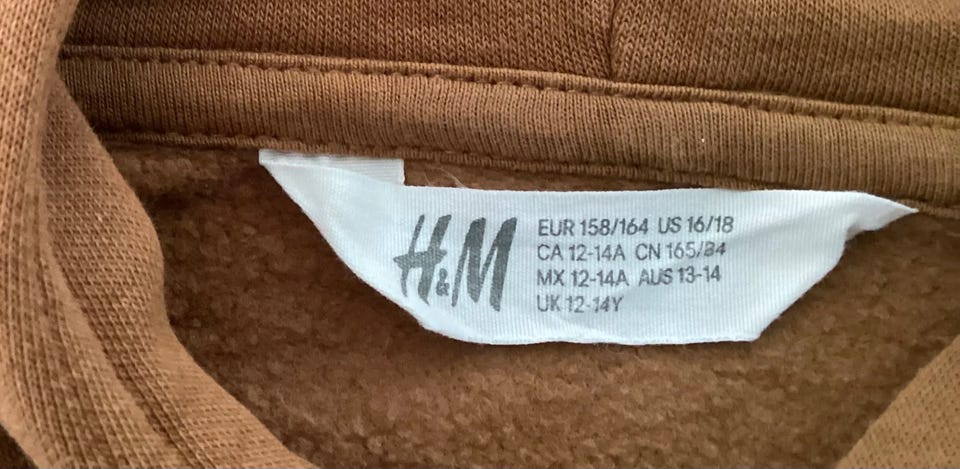 H&M
EUR 158/164 US 16/18
CA 12-14A CN 165/84
MX 12-14A AUS 13-14
UK 12-14Y